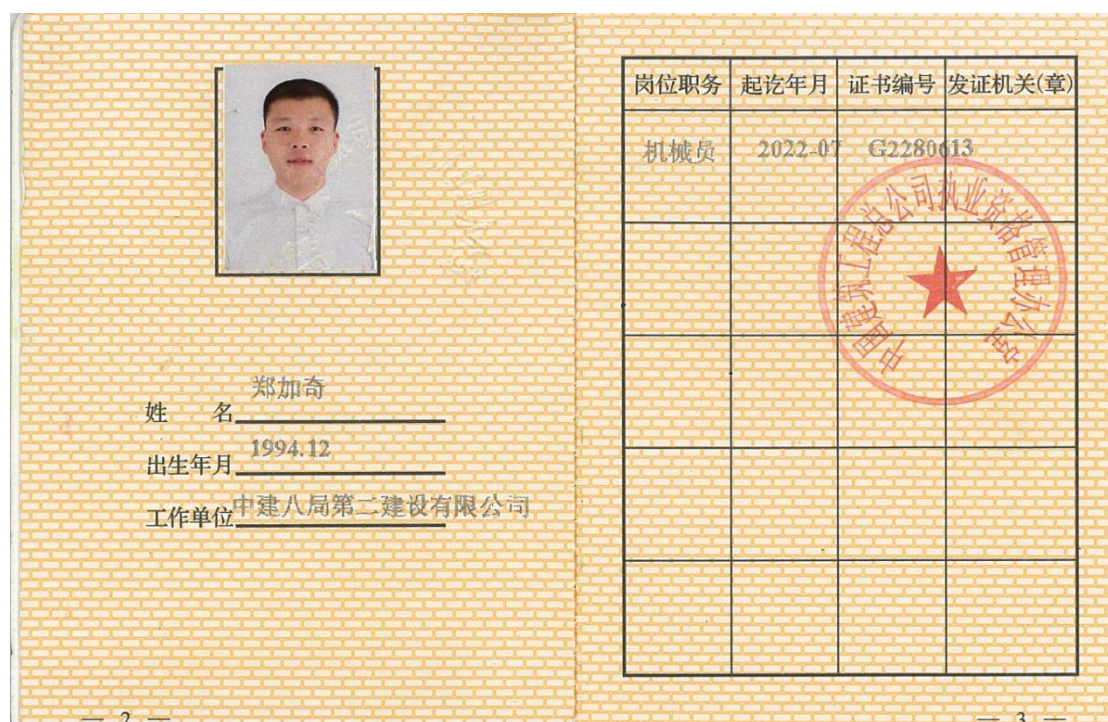 郑加奇
姓 名
1994.12
出生年月
中建八局第二建设有限公司
工作单位
— 2 —
岗位职务 起讫年月 证书编号 发证机关(章)
机械员 2022-07 G2280613
中国建筑工程总公司执业资格管理办公室
— 3 —